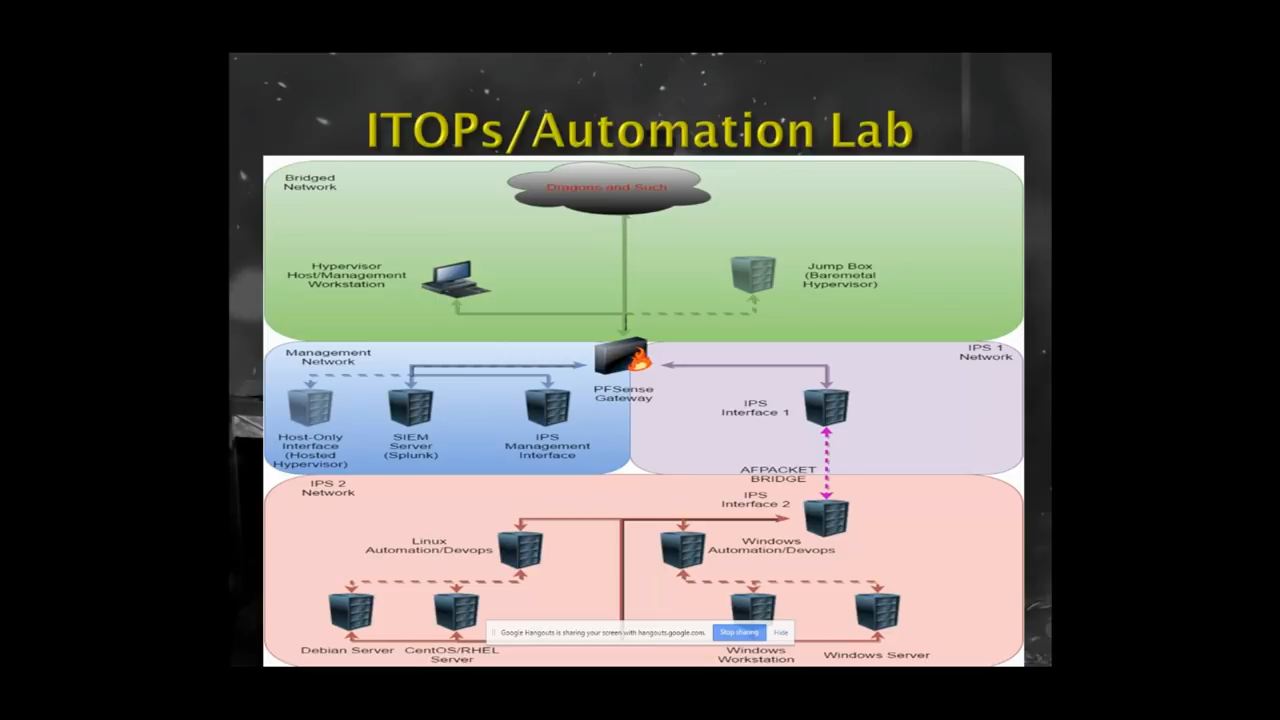 ITOPs/Automation Lab
Bridged
Network
Dragons and Such
Hypervisor
Host/Management
Workstation
Jump Box
(Baremetal
Hypervisor)
Management
Network
IPS 1
Network
PFSense
Gateway
IPS
Interface 1
Host-Only
Interface
(Hosted
Hypervisor)
SIEM
Server
(Splunk)
IPS
Management
Interface
AFPACKET
BRIDGE
IPS 2
Network
IPS
Interface 2
Linux
Automation/Devops
Windows
Automation/Devops
Google Hangouts is sharing your screen with hangouts.google.com.
Stop sharing
Hide
Debian Server
CentOS/RHEL
Server
Windows
Workstation
Windows Server